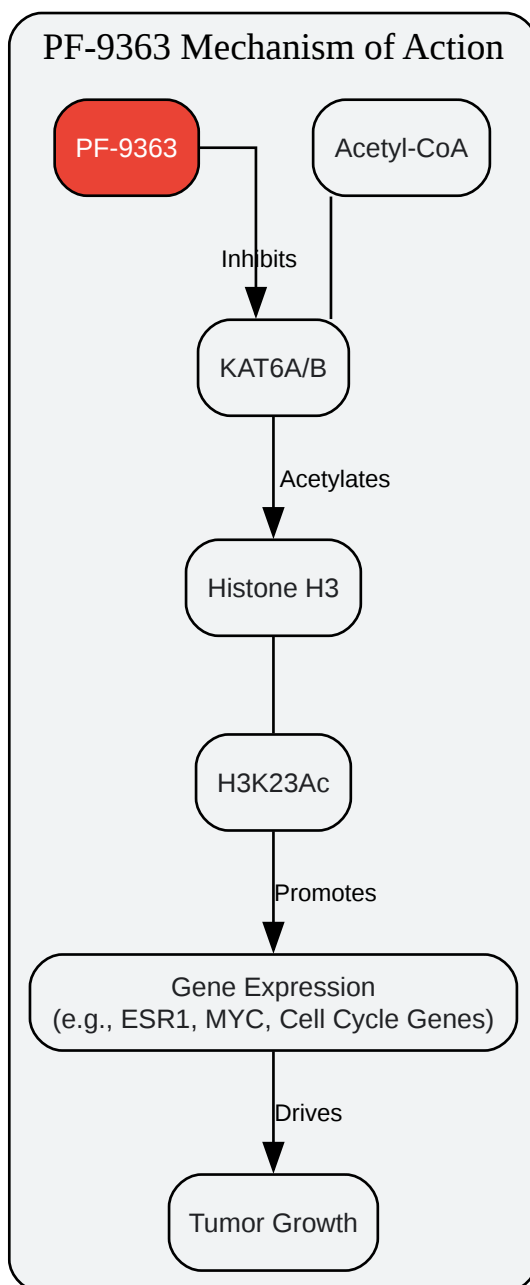 PF-9363 Mechanism of Action
PF-9363
Acetyl-CoA
Inhibits
KAT6A/B
Acetylates
Histone H3
H3K23Ac
Promotes
Gene Expression
(e.g., ESR1, MYC, Cell Cycle Genes)
Drives
Tumor Growth